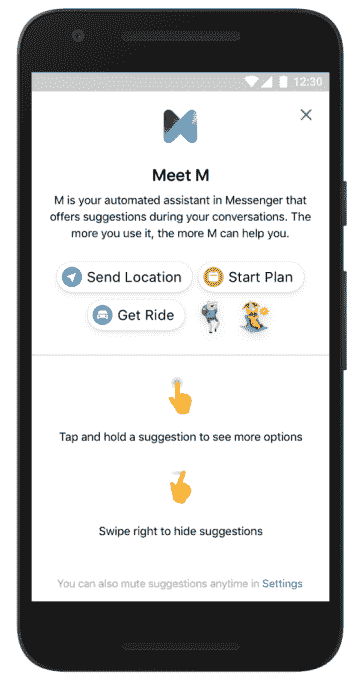 12:30
Meet M
M is your automated assistant in Messenger that
offers suggestions during your conversations. The
more you use it, the more M can help you.
Send Location
Start Plan
Get Ride
Tap and hold a suggestion to see more options
Swipe right to hide suggestions
You can also mute suggestions anytime in Settings